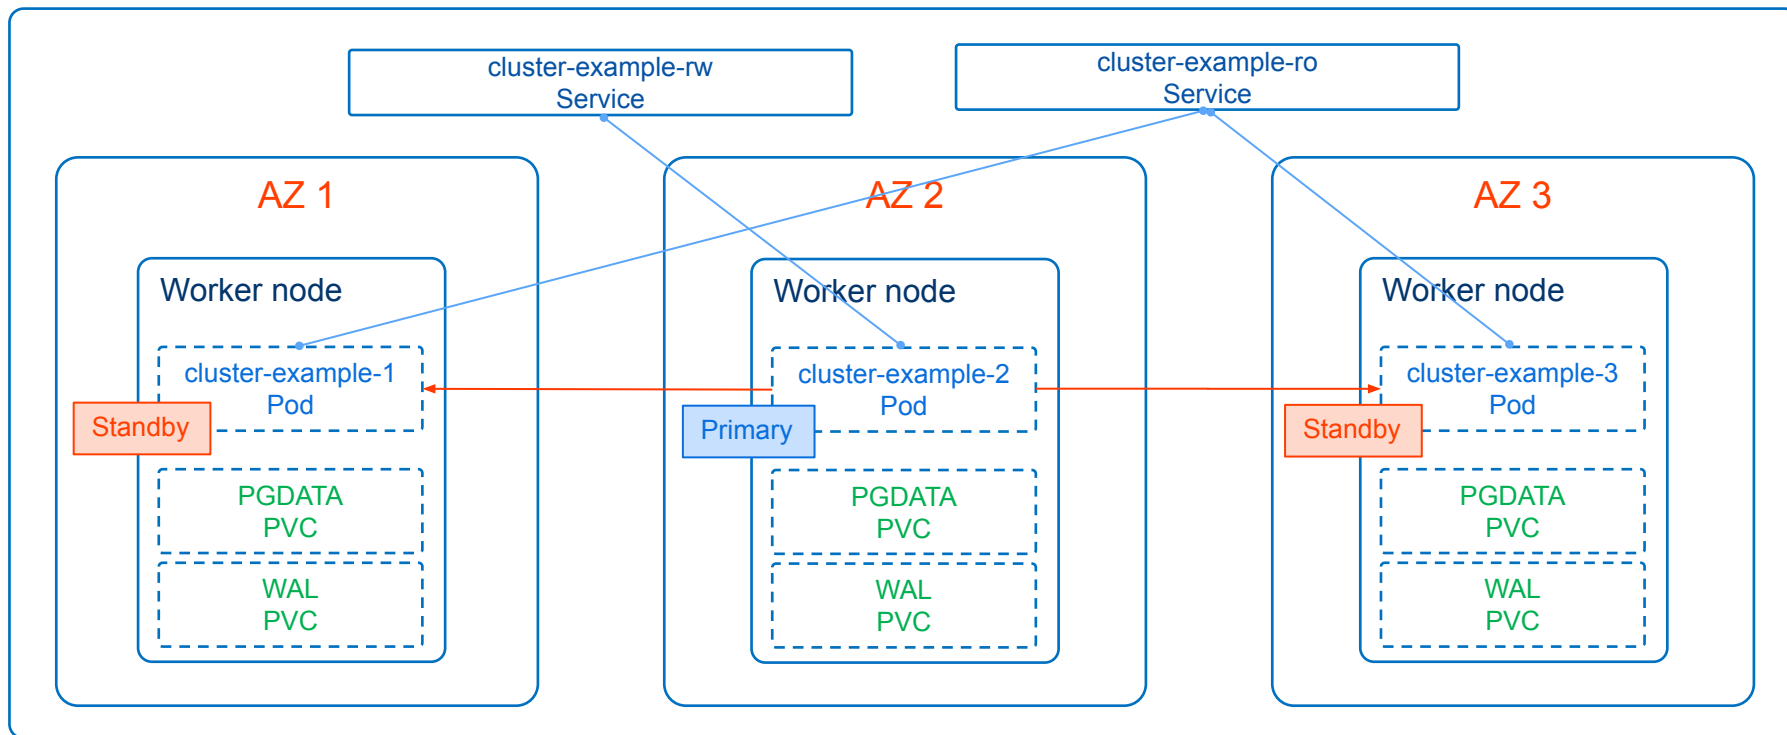 cluster-example-rw
Service
cluster-example-ro
Service
AZ 1
Worker node
cluster-example-1
Pod
Standby
PGDATA
PVC
WAL
PVC
AZ 2
Worker node
cluster-example-2
Pod
Primary
PGDATA
PVC
WAL
PVC
AZ 3
Worker node
cluster-example-3
Pod
Standby
PGDATA
PVC
WAL
PVC